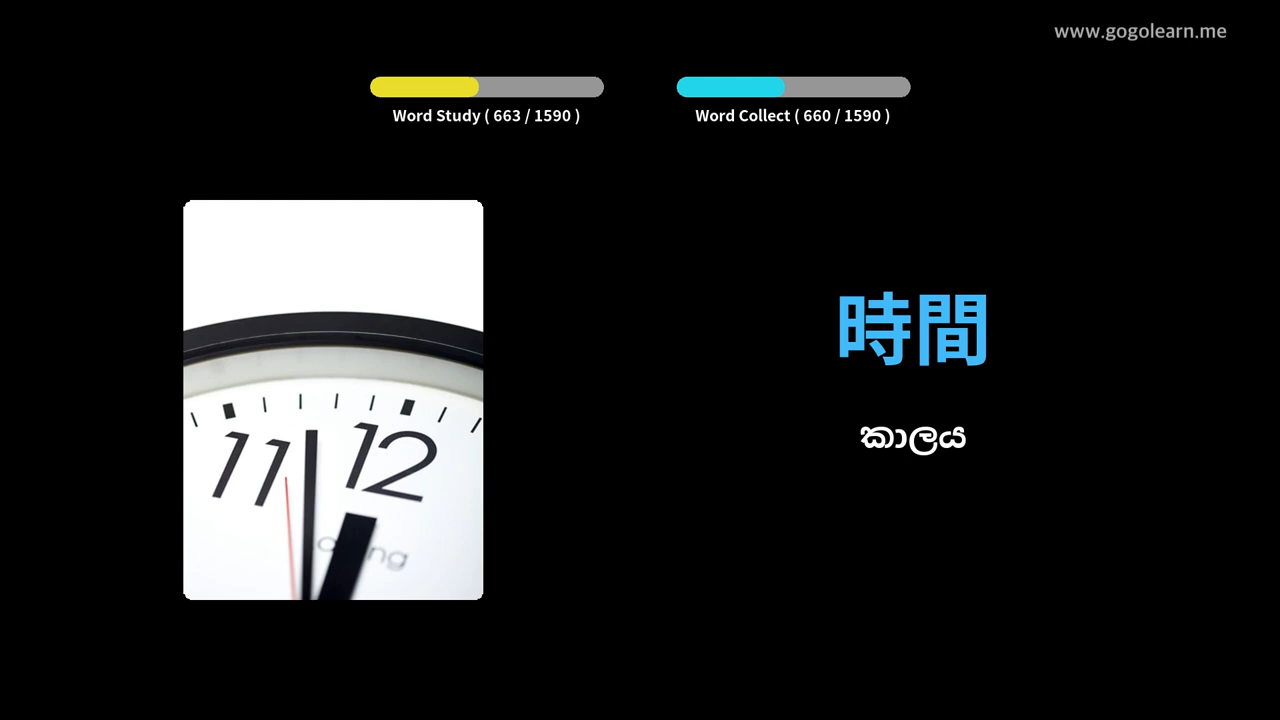 www.gogolearn.me
Word Study ( 663 / 1590 )
Word Collect ( 660 / 1590 )
11
12
時間
කාලය